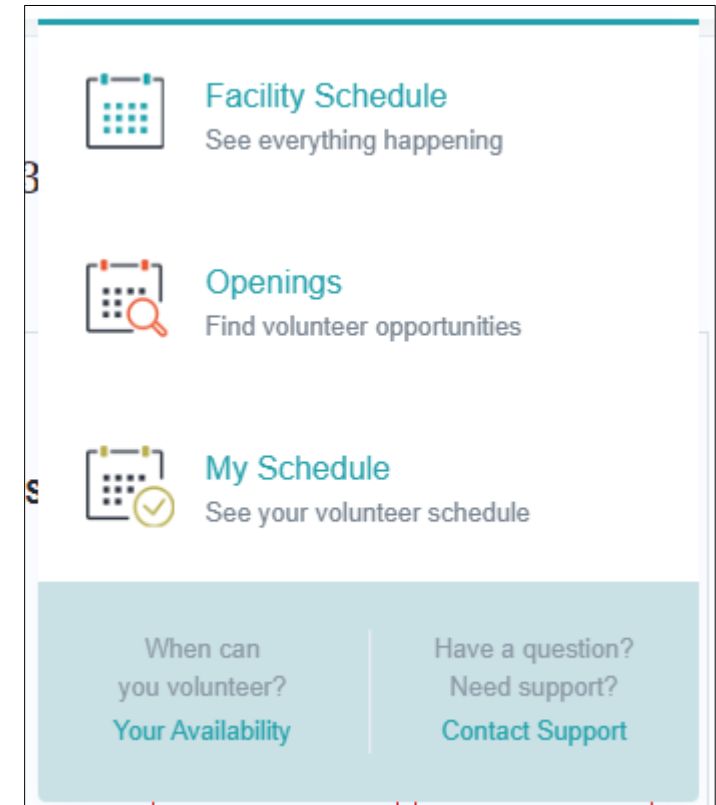 Facility Schedule
See everything happening
3
Openings
Find volunteer opportunities
My Schedule
s
See your volunteer schedule
When can
you volunteer?
Your Availability
Have a question?
Need support?
Contact Support